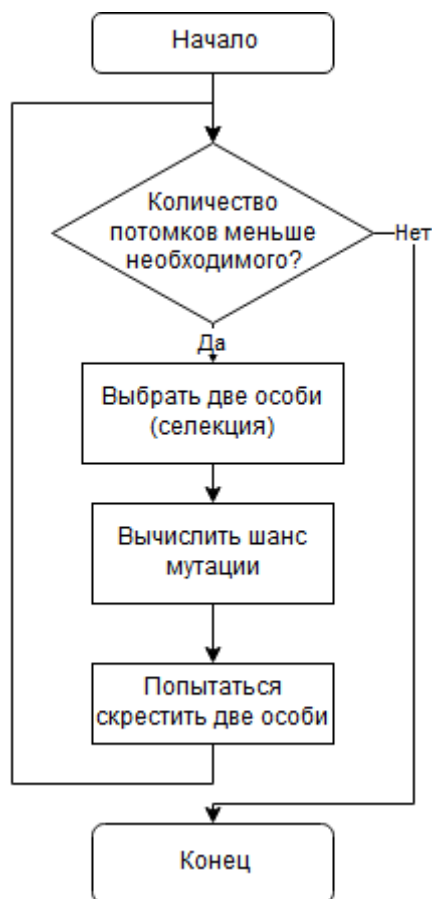 Начало
Количество
потомков меньше
необходимого?
Нет
Да
Выбрать две особи
(селекция)
Вычислить шанс
мутации
Попытаться
скрестить две особи
Конец